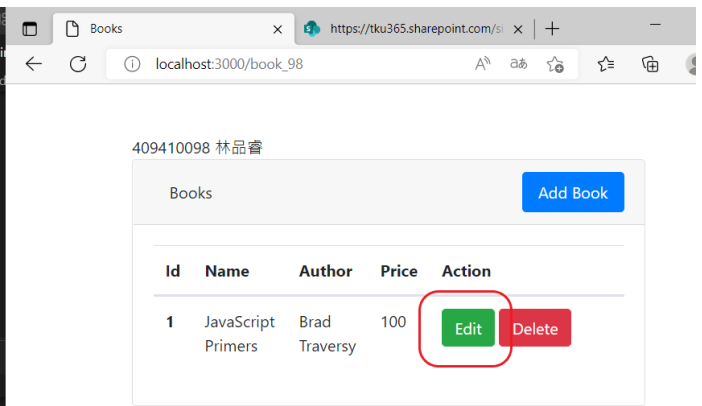 Books
https://tku365.sharepoint.com/si
localhost:3000/book_98
409410098 林品睿
Books
Add Book
Id Name Author Price Action
1 JavaScript Primers Brad Traversy 100 Edit Delete